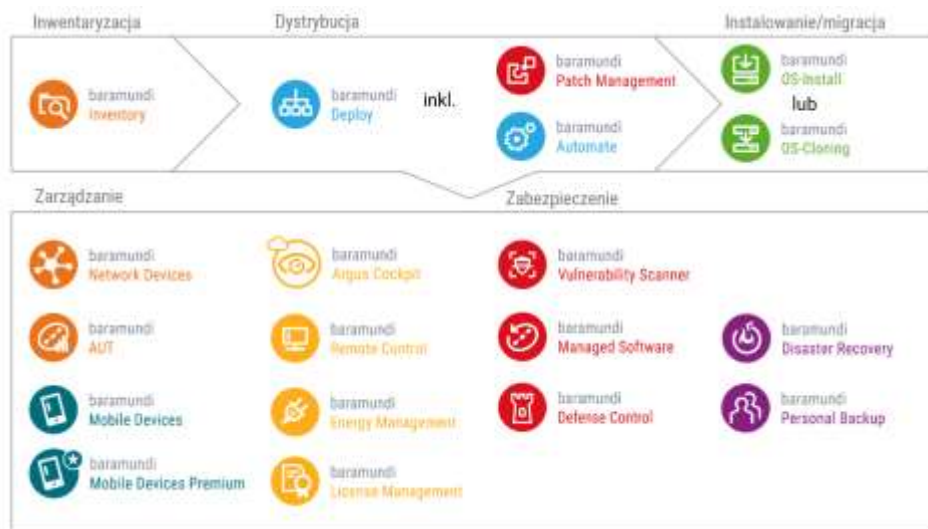 Inwentaryzacja
Dystrybucja
Instalowanie/migracja
baramundi
Inventory
baramundi
Deploy
inkl.
baramundi
Patch Management
baramundi
Automate
baramundi
OS-Install
lub
baramundi
OS-Cloning
Zarządzanie
Zabezpieczenie
baramundi
Network Devices
baramundi
AUT
baramundi
Mobile Devices
baramundi
Mobile Devices Premium
baramundi
Argus Cockpit
baramundi
Remote Control
baramundi
Energy Management
baramundi
License Management
baramundi
Vulnerability Scanner
baramundi
Managed Software
baramundi
Defense Control
baramundi
Disaster Recovery
baramundi
Personal Backup